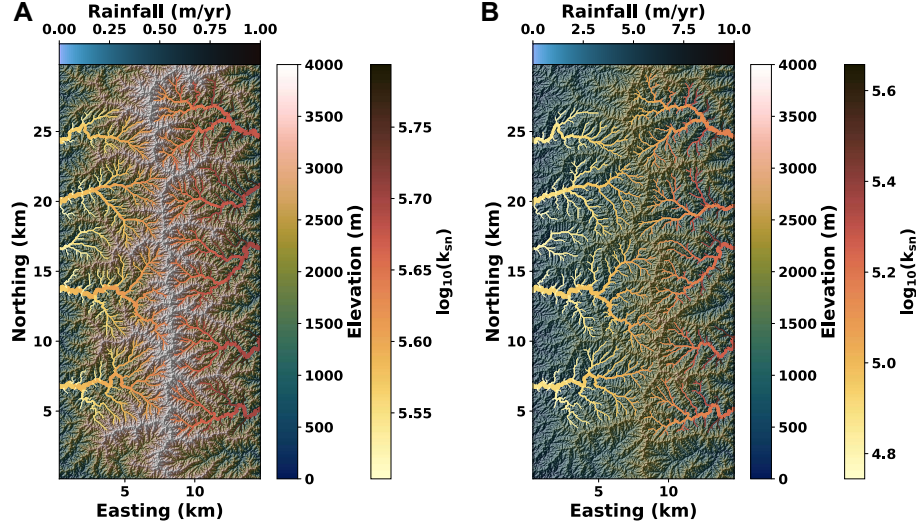 A
Rainfall (m/yr)
0.00 0.25 0.50 0.75 1.00
25
20
15
10
5
Northing (km)
5 10
Easting (km)
4000
3500
3000
2500
2000
1500
1000
500
0
Elevation (m)
5.75
5.70
5.65
5.60
5.55
log10(ksn)
B
Rainfall (m/yr)
0.0 2.5 5.0 7.5 10.0
25
20
15
10
5
Northing (km)
5 10
Easting (km)
4000
3500
3000
2500
2000
1500
1000
500
0
Elevation (m)
5.6
5.4
5.2
5.0
4.8
log10(ksn)